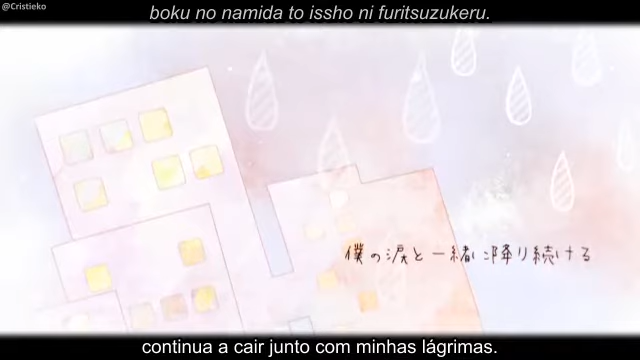 @Cristieko
boku no namida to issho ni furitsuzukeru.
僕の涙と一緒に降り続ける
continua a cair junto com minhas lágrimas.